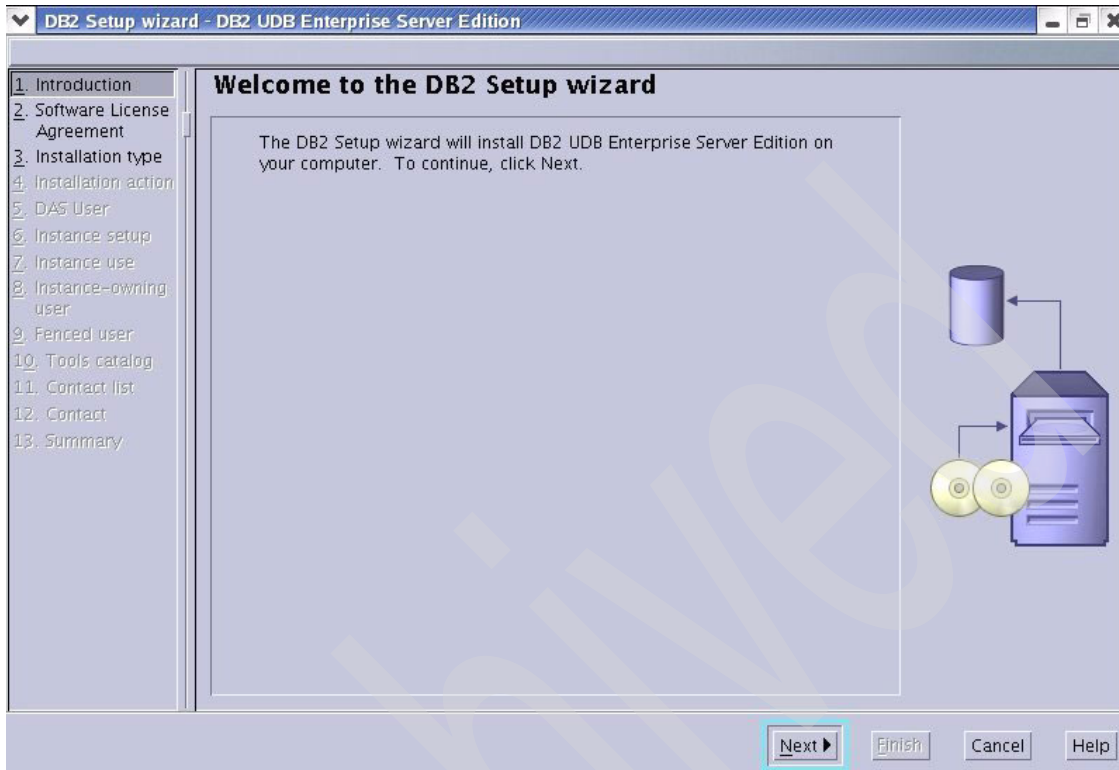 DB2 Setup wizard - DB2 UDB Enterprise Server Edition
1. Introduction
2. Software License
Agreement
3. Installation type
4. Installation action
5. DAS User
6. Instance setup
7. Instance use
8. Instance-owning
user
9. Fenced user
10. Tools catalog
11. Contact list
12. Contact
13. Summary
Welcome to the DB2 Setup wizard
The DB2 Setup wizard will install DB2 UDB Enterprise Server Edition on
your computer. To continue, click Next.
Next
Finish
Cancel
Help